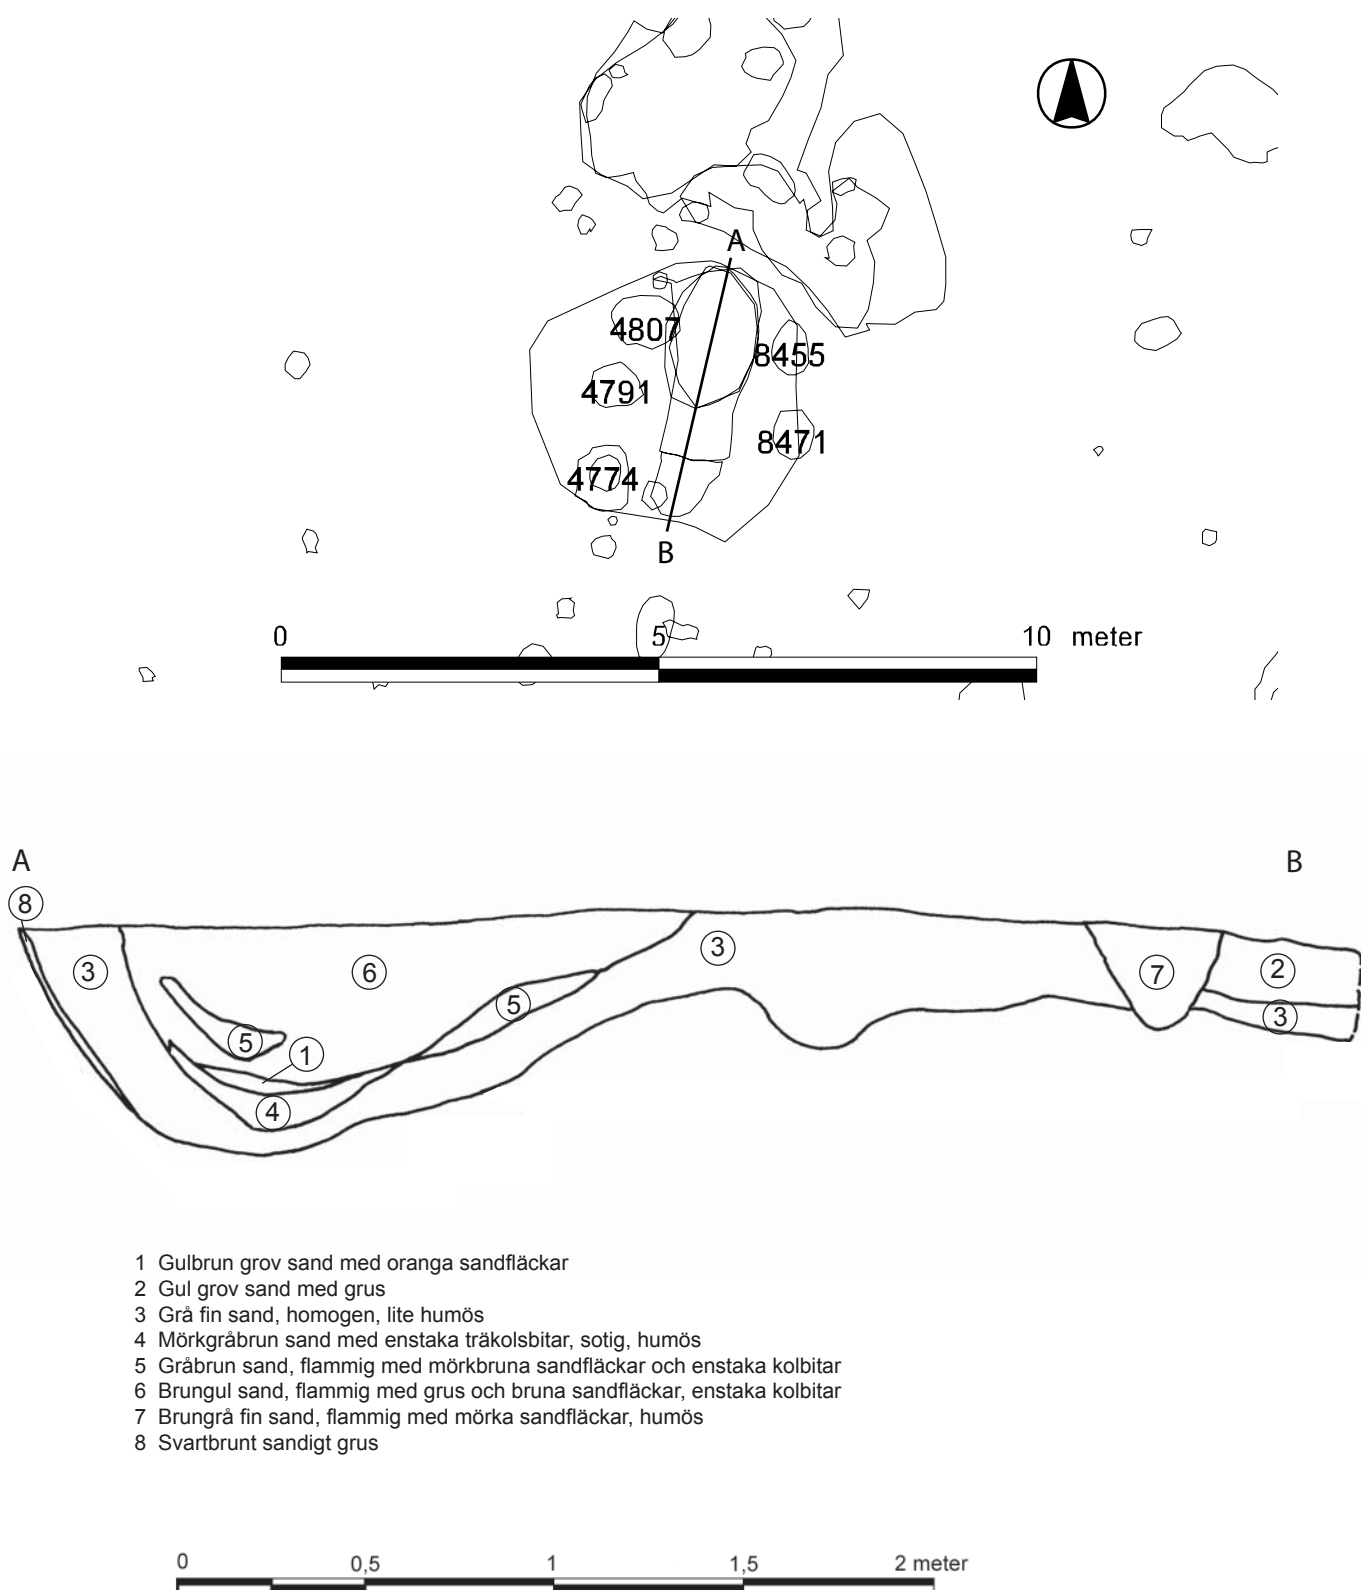 A
4807
8455
4791
8471
4774
B
0 5 10 meter
A B
8
3 6 3 7 2
5 5 3
1
4
1 Gulbrun grov sand med oranga sandfläckar
2 Gul grov sand med grus
3 Grå fin sand, homogen, lite humös
4 Mörkgråbrun sand med enstaka träkolsbitar, sotig, humös
5 Gråbrun sand, flammig med mörkbruna sandfläckar och enstaka kolbitar
6 Brungul sand, flammig med grus och bruna sandfläckar, enstaka kolbitar
7 Brungrå fin sand, flammig med mörka sandfläckar, humös
8 Svartbrunt sandigt grus
0 0,5 1 1,5 2 meter